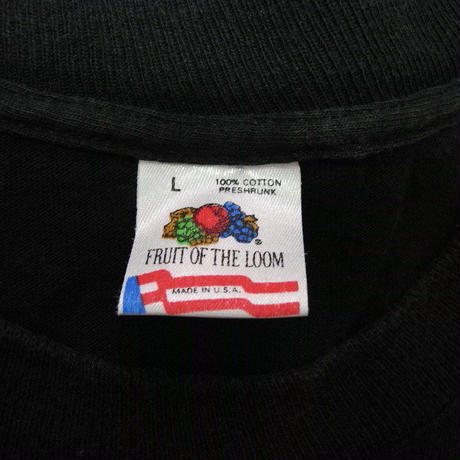 L 100% COTTON
PRESHRUNK
®
FRUIT OF THE LOOM
MADE IN U.S.A.